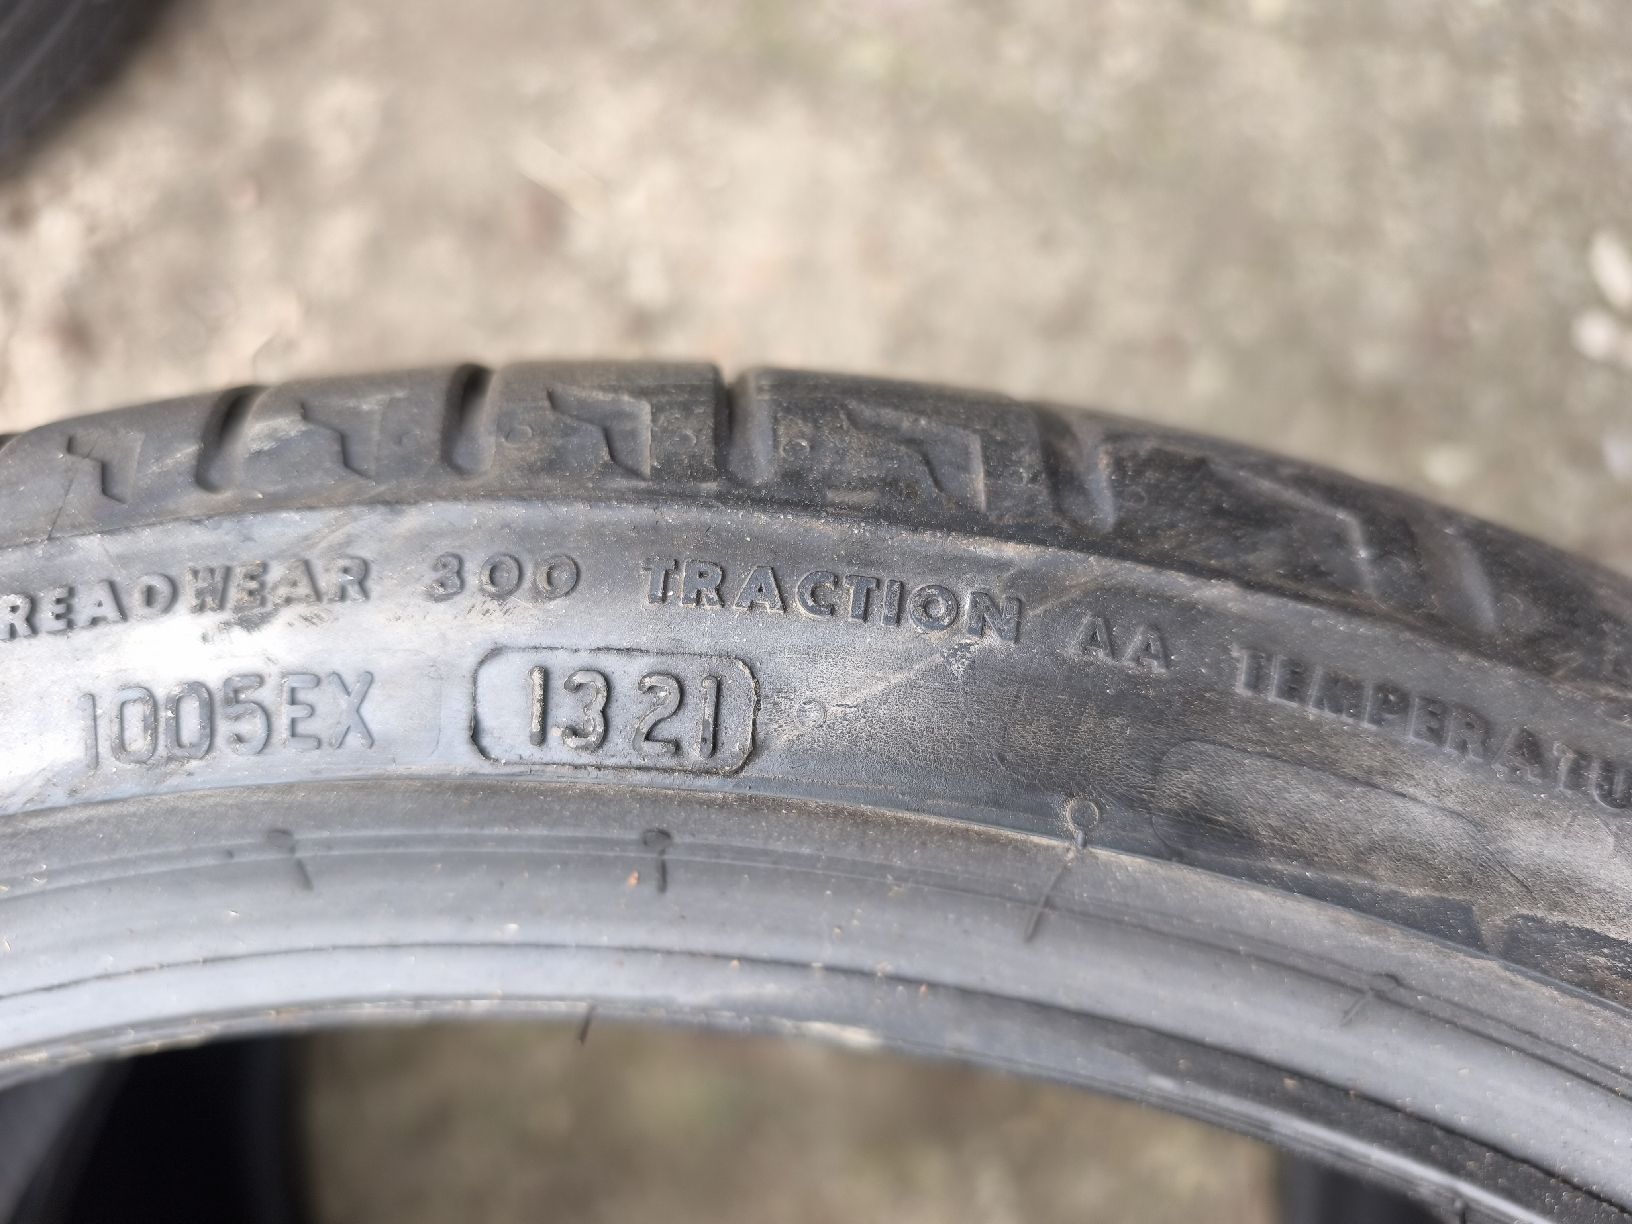 READWEAR 300 TRACTION AA TEMPERATU
1005EX 1321